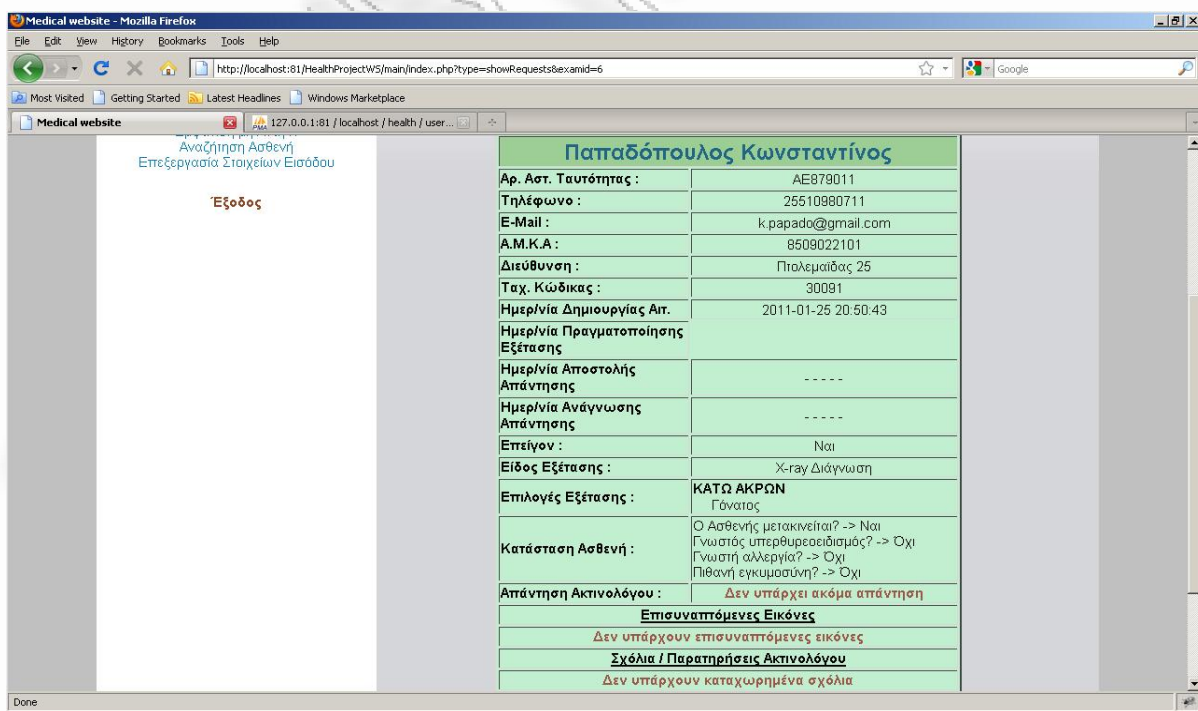 Medical website - Mozilla Firefox
File Edit View History Bookmarks Tools Help
http://localhost:81/HealthProjectWS/main/index.php?type=showRequests&examid=6
Google
Most Visited Getting Started Latest Headlines Windows Marketplace
Medical website
127.0.0.1:81 / localhost / health / user...
Αναζήτηση Ασθενή
Επεξεργασία Στοιχείων Εισόδου
Έξοδος
Παπαδόπουλος Κωνσταντίνος
Αρ. Αστ. Ταυτότητας : ΑΕ879011
Τηλέφωνο : 25510980711
E-Mail : k.papado@gmail.com
Α.Μ.Κ.Α : 8509022101
Διεύθυνση : Πτολεμαϊδας 25
Ταχ. Κώδικας : 30091
Ημερ/νία Δημιουργίας Αιτ. 2011-01-25 20:50:43
Ημερ/νία Πραγματοποίησης
Εξέτασης
Ημερ/νία Αποστολής
Απάντησης
- - - - -
Ημερ/νία Ανάγνωσης
Απάντησης
- - - - -
Επείγον : Ναι
Είδος Εξέτασης : X-ray Διάγνωση
Επιλογές Εξέτασης :
ΚΑΤΩ ΑΚΡΩΝ
Γόνατος
Κατάσταση Ασθενή :
Ο Ασθενής μετακινείται? -> Ναι
Γνωστός υπερθυρεοειδισμός? -> Όχι
Γνωστή αλλεργία? -> Όχι
Πιθανή εγκυμοσύνη? -> Όχι
Απάντηση Ακτινολόγου : Δεν υπάρχει ακόμα απάντηση
Επισυναπτόμενες Εικόνες
Δεν υπάρχουν επισυναπτόμενες εικόνες
Σχόλια / Παρατηρήσεις Ακτινολόγου
Δεν υπάρχουν καταχωρημένα σχόλια
Done